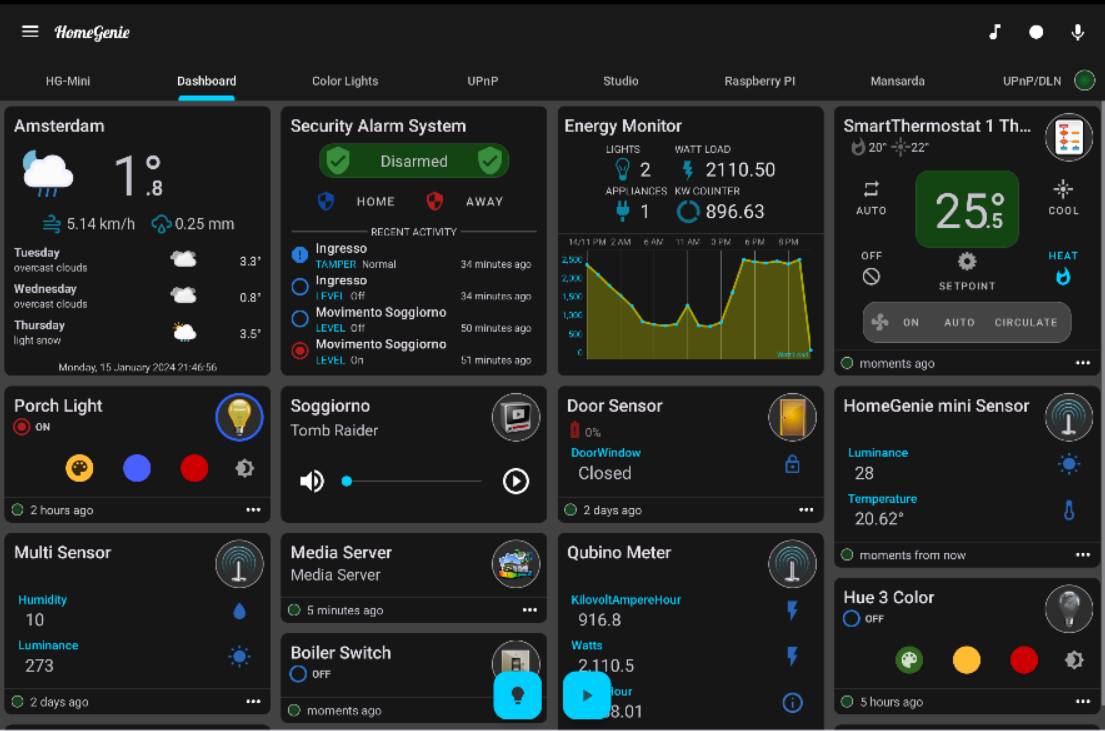 HomeGenie
HG-Mini Dashboard Color Lights UPnP Studio Raspberry PI Mansarda UPnP/DLN
Amsterdam
1°.8
5.14 km/h 0.25 mm
Tuesday
overcast clouds 3.3°
Wednesday
overcast clouds 0.8°
Thursday
light snow 3.5°
Monday, 15 January 2024 21:46:56
Security Alarm System
Disarmed
HOME AWAY
RECENT ACTIVITY
Ingresso
TAMPER Normal 34 minutes ago
Ingresso
LEVEL Off 34 minutes ago
Movimento Soggiorno
LEVEL Off 50 minutes ago
Movimento Soggiorno
LEVEL On 51 minutes ago
Energy Monitor
LIGHTS WATT LOAD
2 2110.50
APPLIANCES KW COUNTER
1 896.63
14/11 PM 2 AM 6 AM 11 AM 3 PM 6 PM 8 PM
2,500
2,000
1,500
1,000
500
0
Watt Load
SmartThermostat 1 Th...
20° 22°
AUTO 25°.5 COOL
OFF HEAT
SETPOINT
ON AUTO CIRCULATE
moments ago
Porch Light
ON
2 hours ago
Soggiorno
Tomb Raider
Door Sensor
0%
DoorWindow
Closed
2 days ago
HomeGenie mini Sensor
Luminance
28
Temperature
20.62°
moments from now
Multi Sensor
Humidity
10
Luminance
273
2 days ago
Media Server
Media Server
5 minutes ago
Boiler Switch
OFF
moments ago
Qubino Meter
KilovoltAmpereHour
916.8
Watts
2,110.5
Hour
8.01
Hue 3 Color
OFF
5 hours ago